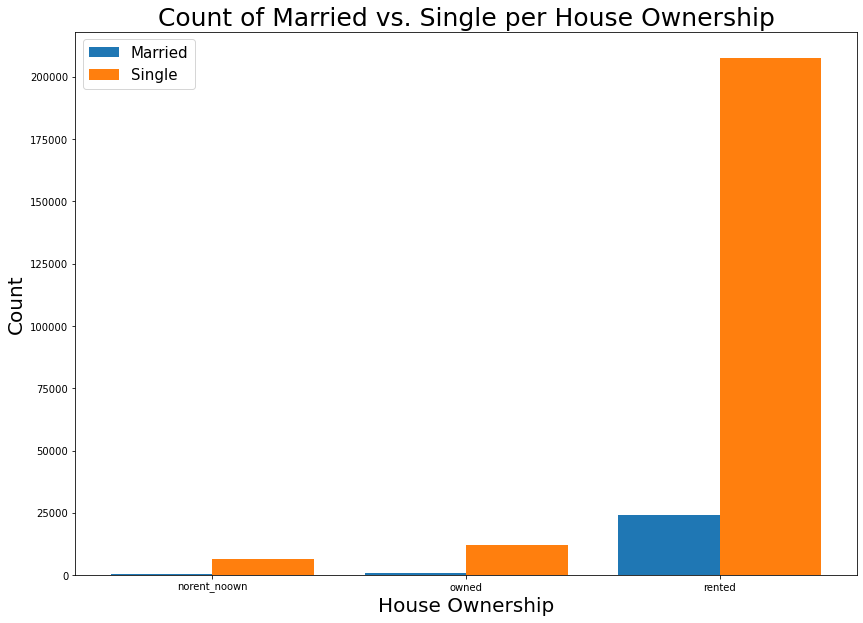 Count of Married vs. Single per House Ownership
Married
Single
200000
175000
150000
125000
100000
75000
50000
25000
0
Count
norent_noown
owned
rented
House Ownership